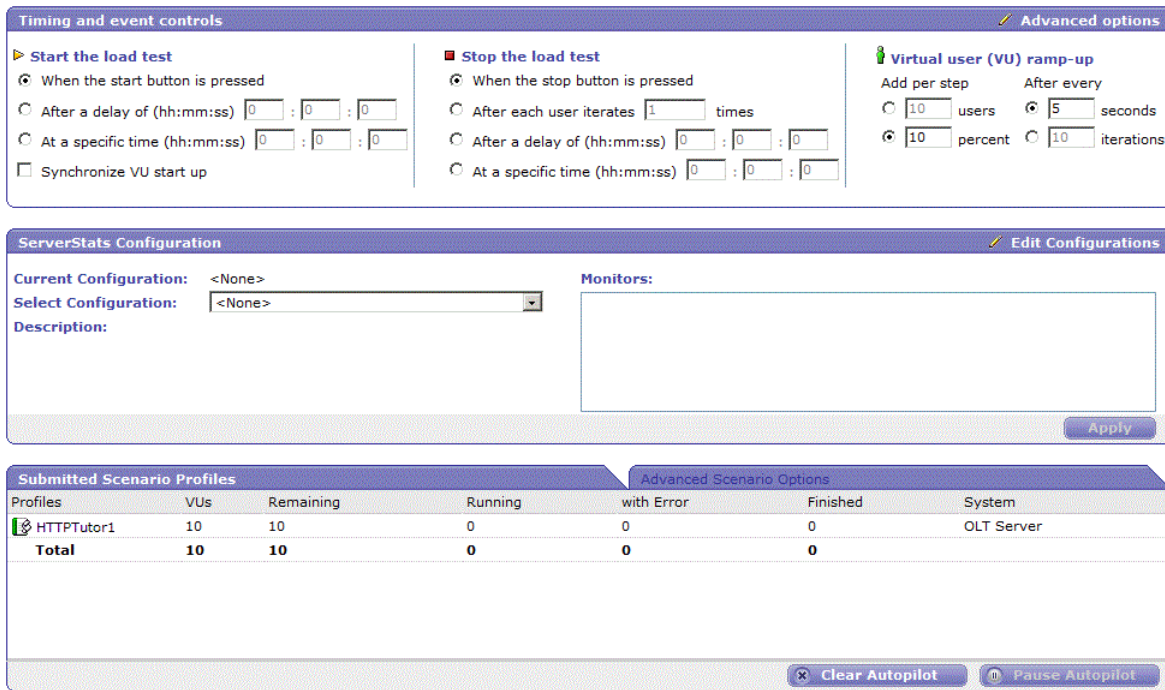 Timing and event controls Advanced options
Start the load test
When the start button is pressed
After a delay of (hh:mm:ss) 0 : 0 : 0
At a specific time (hh:mm:ss) 0 : 0 : 0
Synchronize VU start up
Stop the load test
When the stop button is pressed
After each user iterates 1 times
After a delay of (hh:mm:ss) 0 : 0 : 0
At a specific time (hh:mm:ss) 0 : 0 : 0
Virtual user (VU) ramp-up
Add per step After every
10 users 5 seconds
10 percent 10 iterations
ServerStats Configuration Edit Configurations
Current Configuration: <None>
Select Configuration: <None>
Description:
Monitors:
Apply
Submitted Scenario Profiles Advanced Scenario Options
Profiles VUs Remaining Running with Error Finished System
HTTPTutor1 10 10 0 0 0 OLT Server
Total 10 10 0 0 0
Clear Autopilot Pause Autopilot